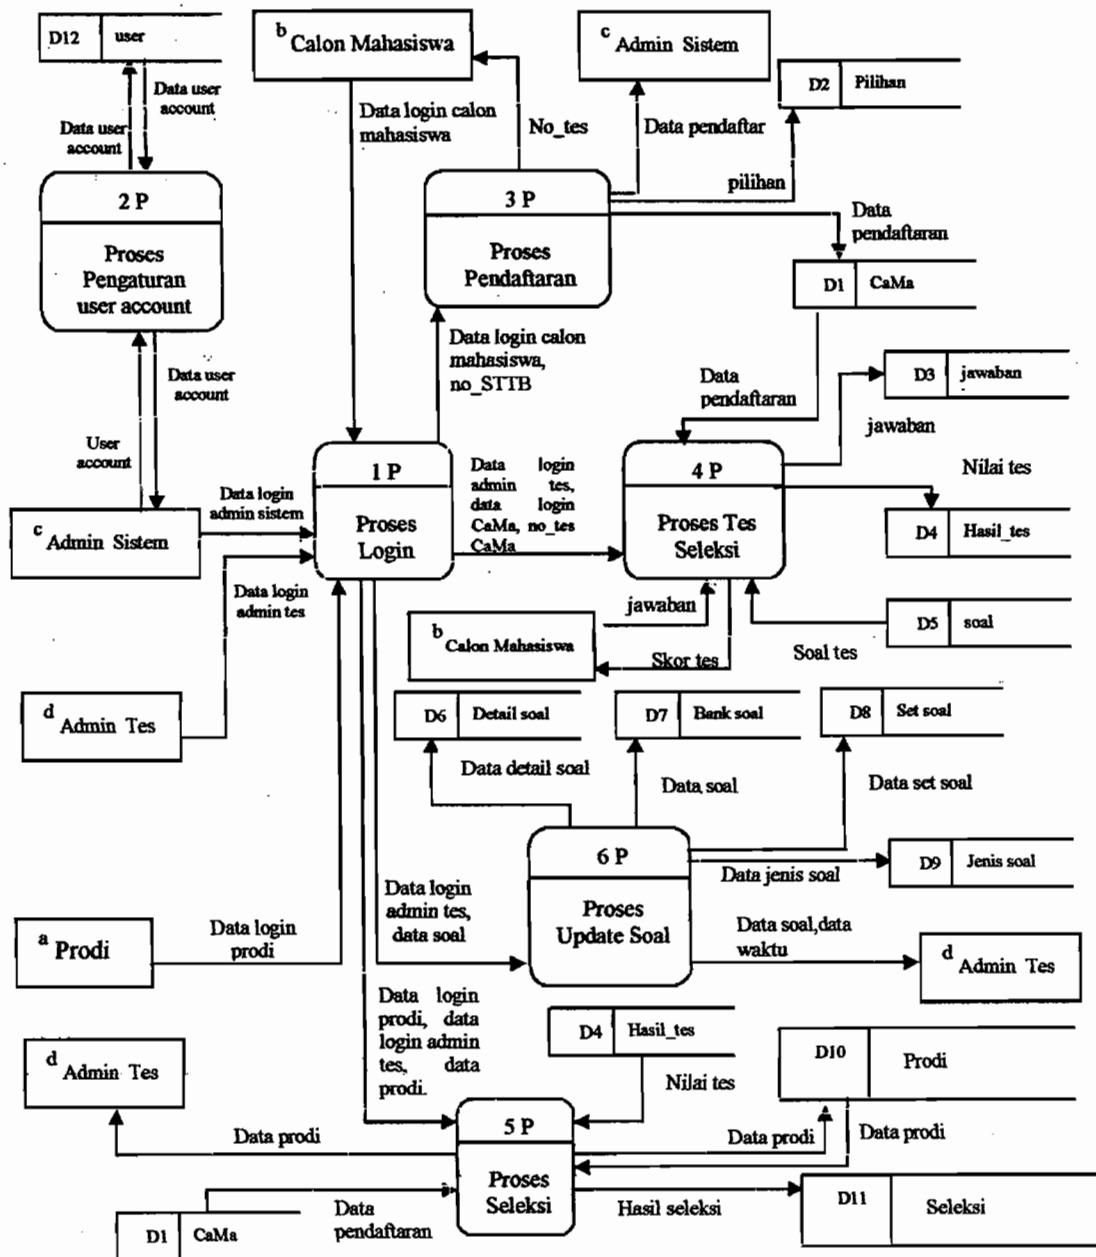 D12 user
b Calon Mahasiswa
c Admin Sistem
D2 Pilihan
Data user
account
Data user
account
Data login calon
mahasiswa
No_tes
Data pendaftar
pilihan
2 P
Proses
Pengaturan
user account
3 P
Proses
Pendaftaran
Data
pendaftaran
D1 CaMa
Data login calon
mahasiswa,
no_STTB
Data
pendaftaran
D3 jawaban
jawaban
Data user
account
User
account
1 P
Proses
Login
Data login
admin tes,
data login
CaMa, no_tes
CaMa
4 P
Proses Tes
Seleksi
Nilai tes
D4 Hasil_tes
c Admin Sistem
Data login
admin sistem
Data login
admin tes
jawaban
b Calon Mahasiswa
Skor tes
D5 soal
Soal tes
d Admin Tes
D6 Detail soal
D7 Bank soal
D8 Set soal
Data detail soal
Data soal
Data set soal
6 P
Proses
Update Soal
Data jenis soal
D9 Jenis soal
Data login
admin tes,
data soal
Data soal,data
waktu
d Admin Tes
a Prodi
Data login
prodi
Data login
prodi, data
login admin
tes, data
prodi.
D4 Hasil_tes
Nilai tes
D10 Prodi
d Admin Tes
Data prodi
5 P
Proses
Seleksi
Data prodi
Data prodi
Hasil seleksi
D11 Seleksi
D1 CaMa
Data
pendaftaran